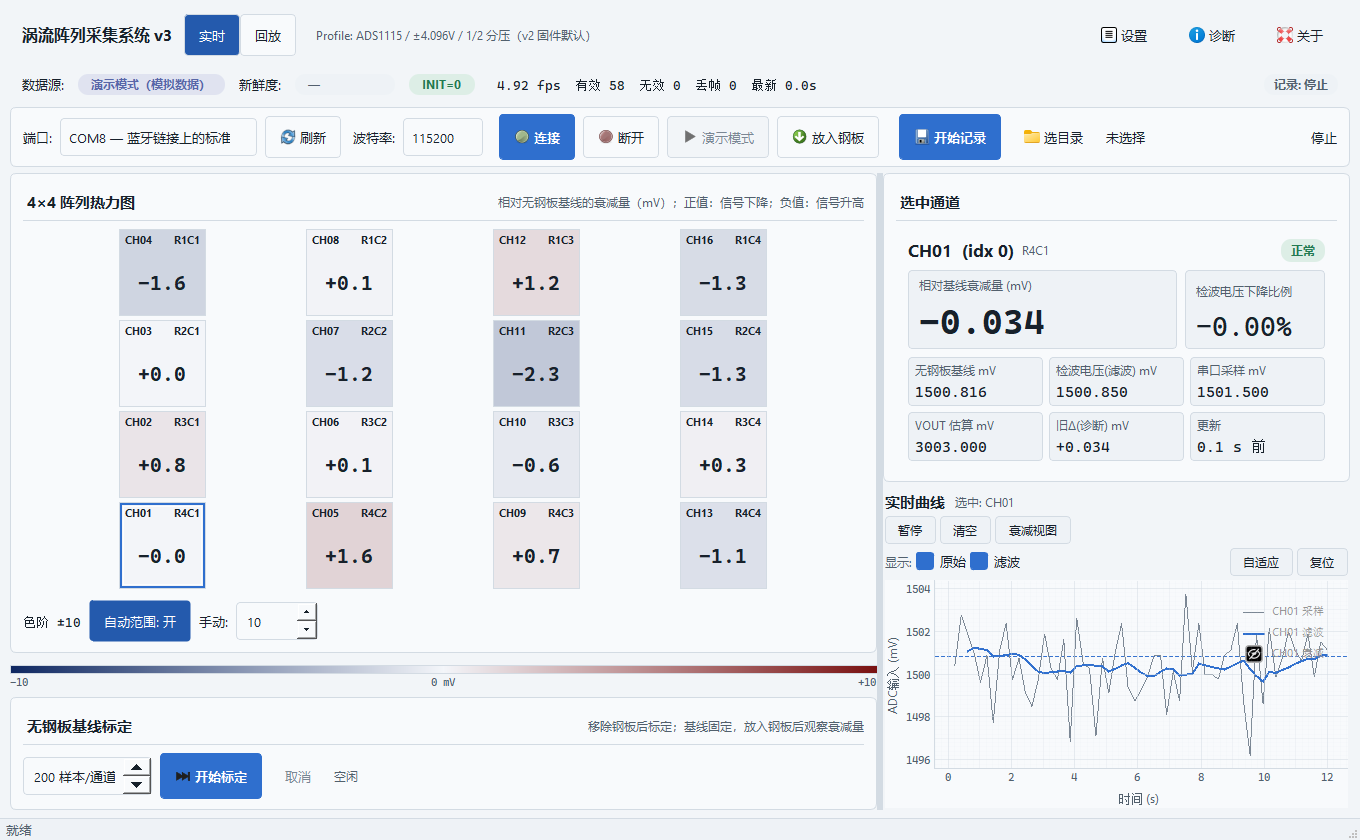 涡流阵列采集系统 v3 实时 回放 Profile: ADS1115 / ±4.096V / 1/2 分压（v2 固件默认） 设置 诊断 关于
数据源: 演示模式（模拟数据） 新鲜度: — INIT=0 4.92 fps 有效 58 无效 0 丢帧 0 最新 0.0s 记录: 停止
端口: COM8 — 蓝牙链接上的标准 刷新 波特率: 115200 连接 断开 演示模式 放入钢板 开始记录 选目录 未选择 停止
4×4 阵列热力图 相对无钢板基线的衰减量（mV）；正值：信号下降；负值：信号升高
CH04 R1C1 CH08 R1C2 CH12 R1C3 CH16 R1C4
−1.6 +0.1 +1.2 −1.3
CH03 R2C1 CH07 R2C2 CH11 R2C3 CH15 R2C4
+0.0 −1.2 −2.3 −1.3
CH02 R3C1 CH06 R3C2 CH10 R3C3 CH14 R3C4
+0.8 +0.1 −0.6 +0.3
CH01 R4C1 CH05 R4C2 CH09 R4C3 CH13 R4C4
−0.0 +1.6 +0.7 −1.1
色阶 ±10 自动范围: 开 手动: 10
−10 0 mV +10
无钢板基线标定 移除钢板后标定；基线固定，放入钢板后观察衰减量
200 样本/通道 开始标定 取消 空闲
选中通道
CH01 (idx 0) R4C1 正常
相对基线衰减量 (mV) 检波电压下降比例
−0.034 −0.00%
无钢板基线 mV 检波电压(滤波) mV 串口采样 mV
1500.816 1500.850 1501.500
VOUT 估算 mV 旧Δ(诊断) mV 更新
3003.000 +0.034 0.1 s 前
实时曲线 选中: CH01
暂停 清空 衰减视图
显示: 原始 滤波 自适应 复位
1504
1502
1500
1498
1496
ADC输入 (mV)
CH01 采样
CH01 滤波
0 2 4 6 8 10 12
时间 (s)
就绪